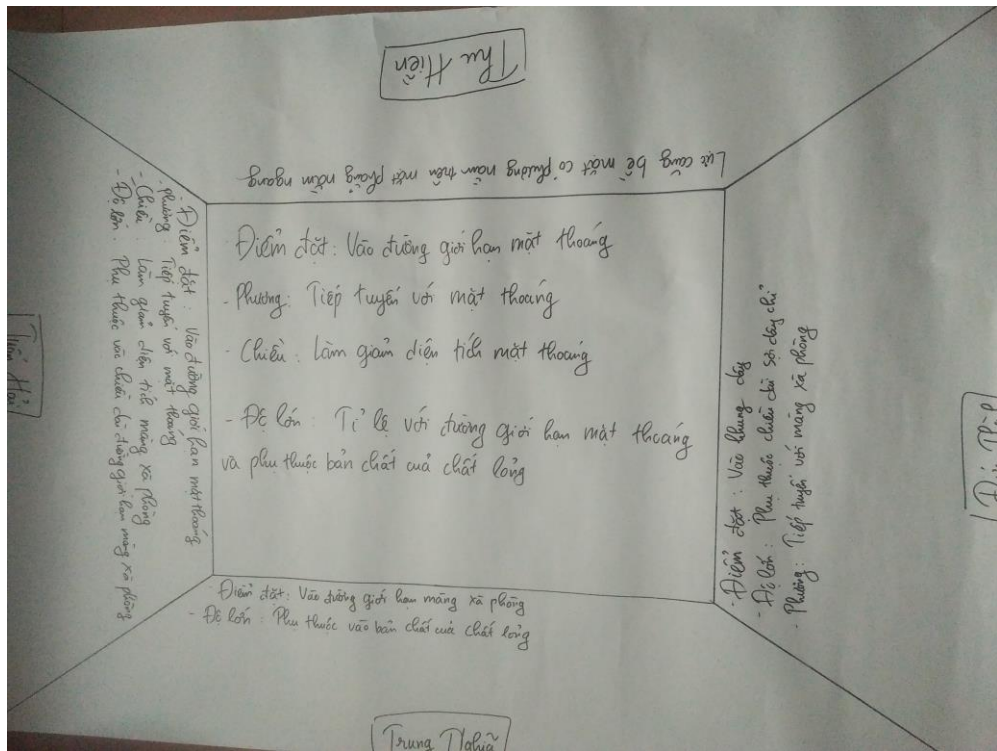 Thu Hiền
Lực căng bề mặt có phương nằm trên mặt phẳng nằm ngang
Điểm đặt: Vào đường giới hạn mặt thoáng
- Phương: Tiếp tuyến với mặt thoáng
- Chiều: Làm giảm diện tích mặt thoáng
- Độ lớn: Tỉ lệ với đường giới hạn mặt thoáng
và phụ thuộc bản chất cuả chất lỏng
- Điểm đặt: Vào đường giới hạn mặt thoáng
- phương: Tiếp tuyến với mặt thoáng
- Chiều: Làm giảm diện tích màng xà phòng
- Độ lớn: Phụ thuộc vào chiều dài đường giới hạn màng xà phòng
- Điểm đặt: Vào khung dây
- Độ lớn: Phụ thuộc chiều dài sợi dây chỉ
- Phương: Tiếp tuyến với màng xà phòng
- Điểm đặt: Vào đường giới hạn màng xà phòng
- Độ lớn: Phụ thuộc vào bản chất cuả chất lỏng
Trung Nghĩa